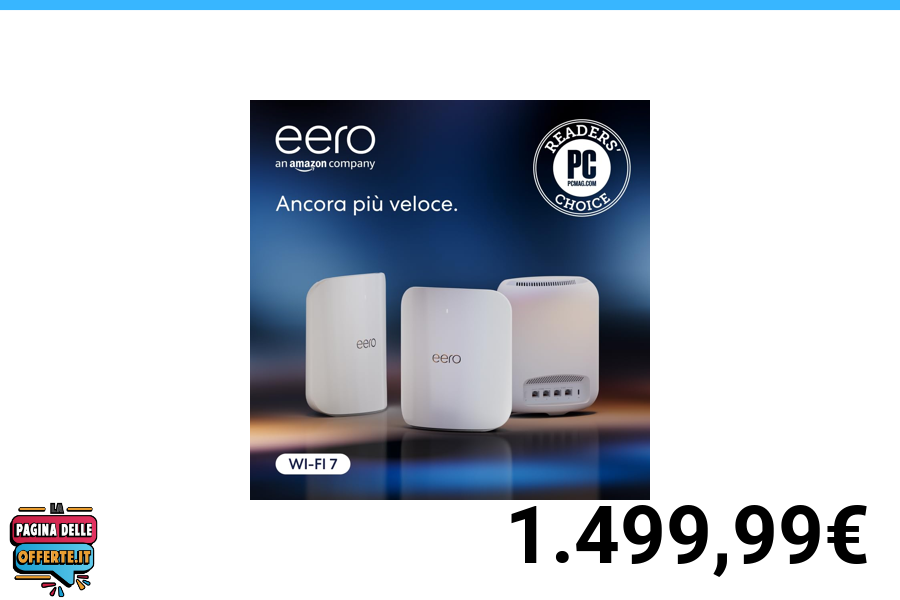 eero
an amazon company
Ancora più veloce.
READERS'
PC
PCMAG.COM
CHOICE
eero
eero
WI-FI 7
LA
PAGINA DELLE
OFFERTE.IT
1.499,99€